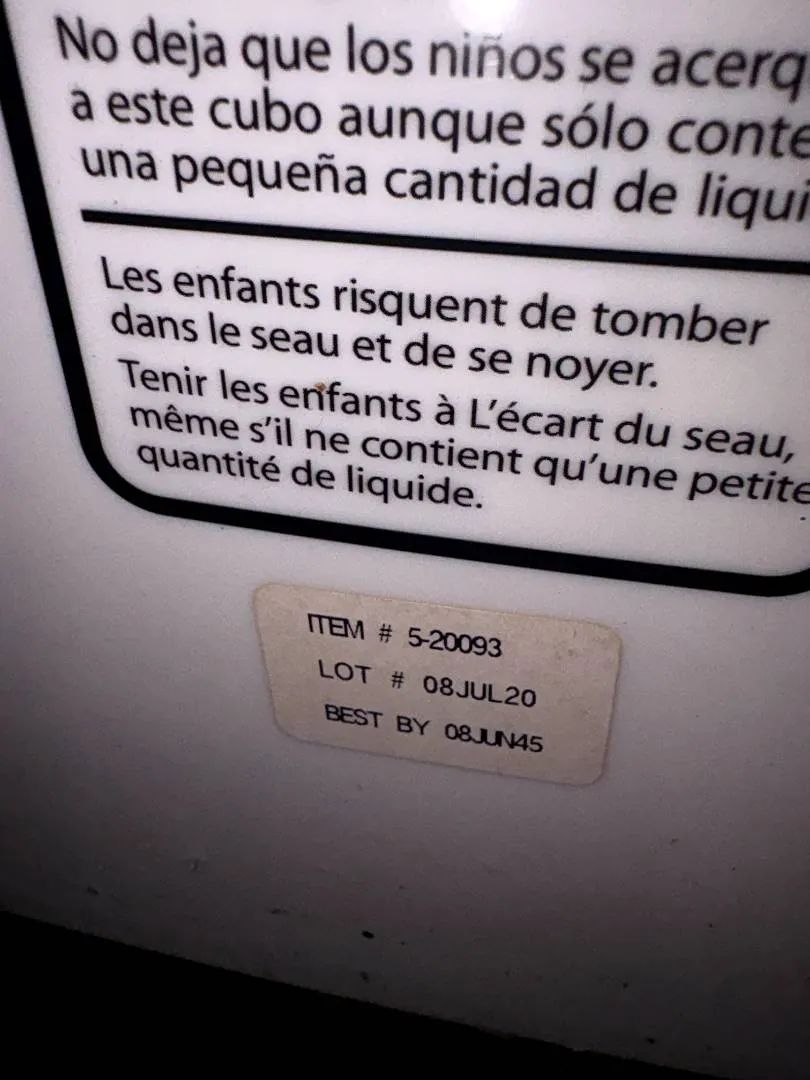 No deja que los niños se acerq
a este cubo aunque sólo conte
una pequeña cantidad de liqui
Les enfants risquent de tomber
dans le seau et de se noyer.
Tenir les enfants à L'écart du seau,
même s'il ne contient qu'une petite
quantité de liquide.
ITEM # 5-20093
LOT # 08JUL20
BEST BY 08JUN45